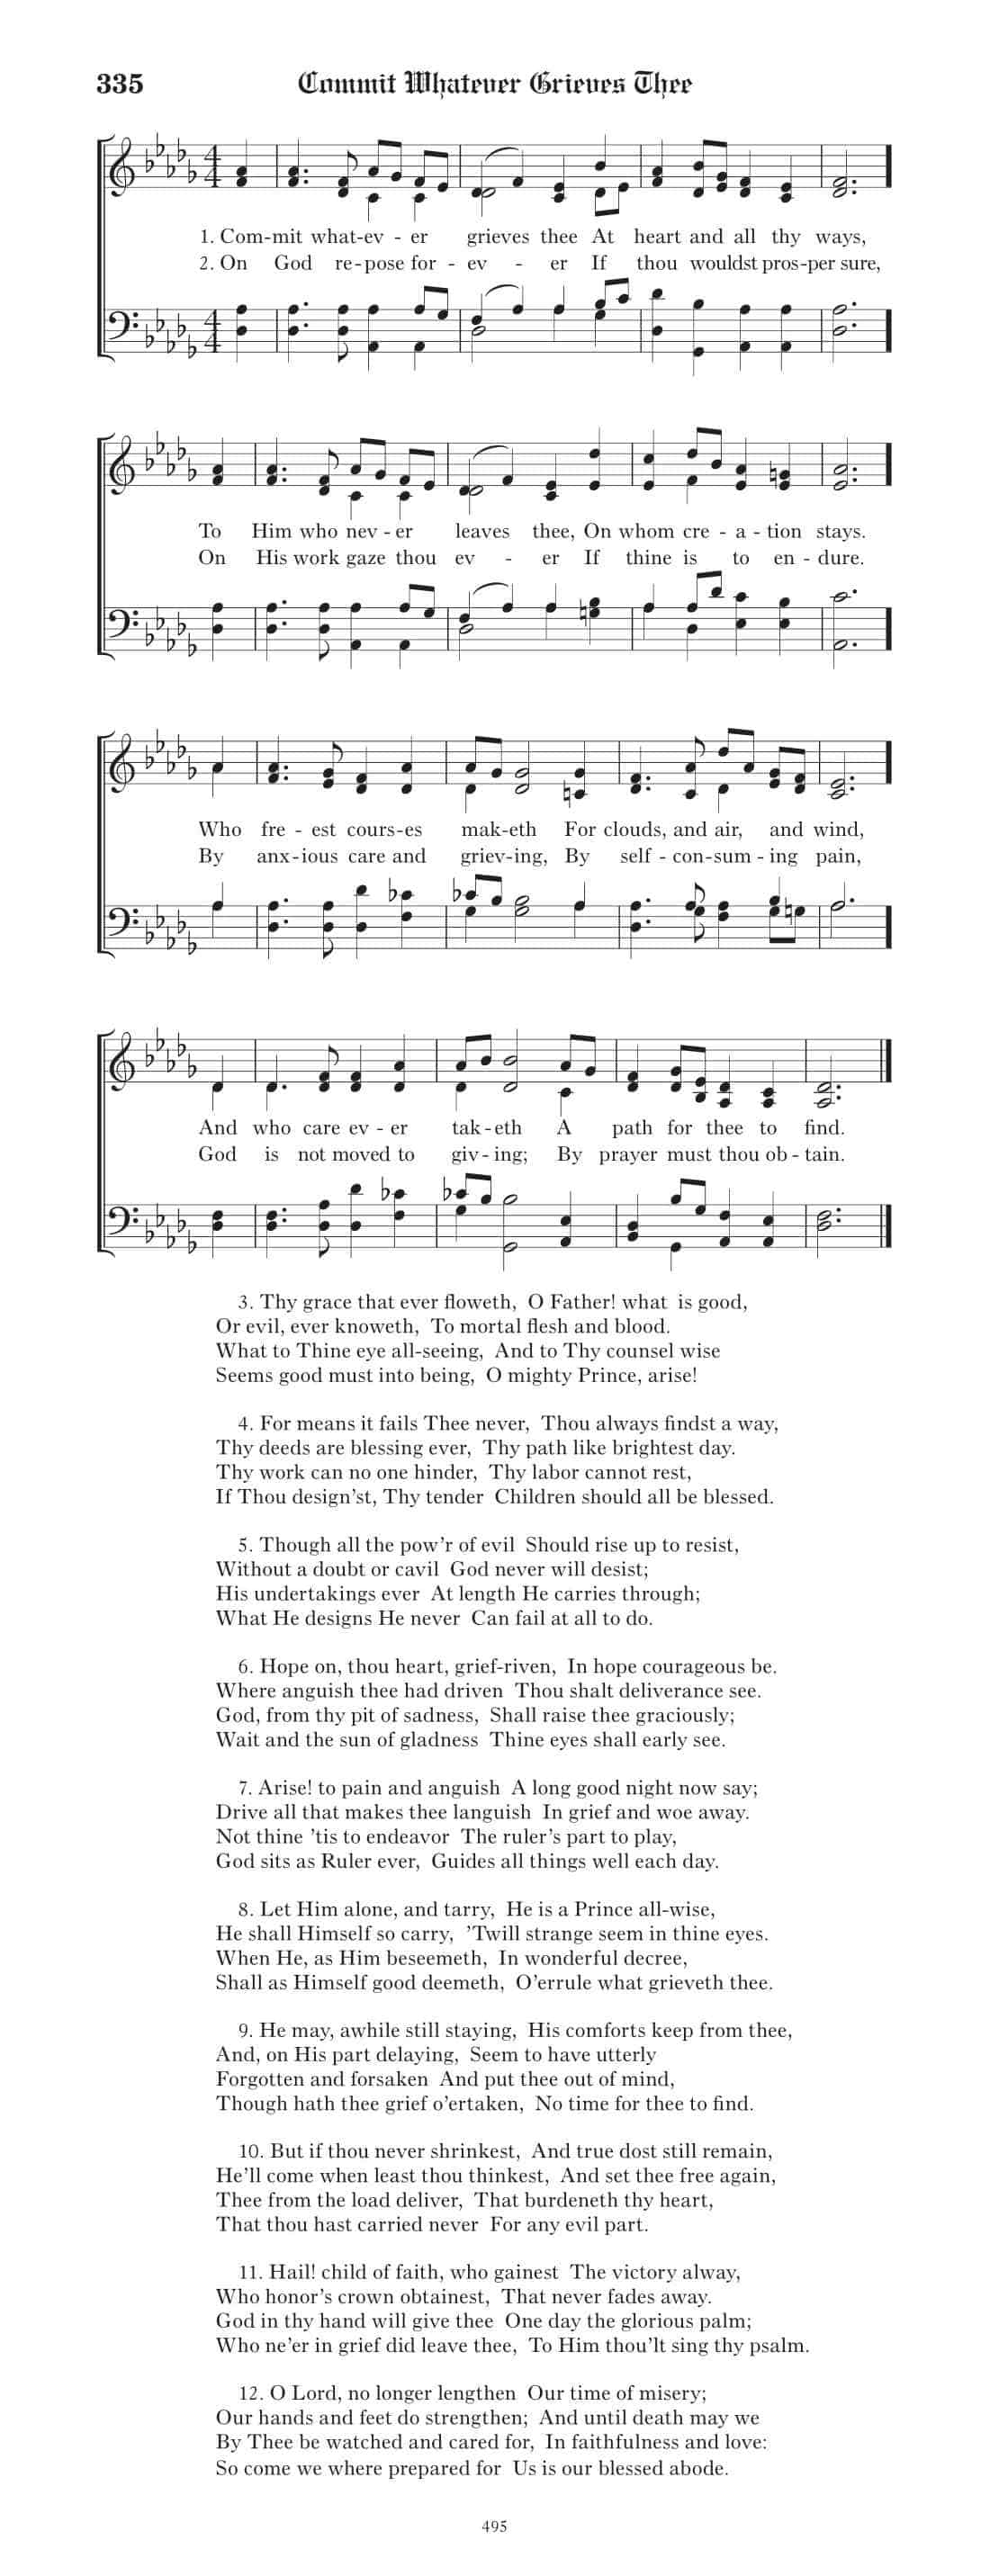 335 Commit Whatever Grieves Thee
1. Com-mit what-ev - er grieves thee At heart and all thy ways,
2. On God re-pose for - ev - er If thou wouldst pros-per sure,
To Him who nev - er leaves thee, On whom cre - a - tion stays.
On His work gaze thou ev - er If thine is to en - dure.
Who fre - est cours-es mak-eth For clouds, and air, and wind,
By anx-ious care and griev-ing, By self - con-sum - ing pain,
And who care ev - er tak-eth A path for thee to find.
God is not moved to giv-ing; By prayer must thou ob-tain.
3. Thy grace that ever floweth, O Father! what is good,
Or evil, ever knoweth, To mortal flesh and blood.
What to Thine eye all-seeing, And to Thy counsel wise
Seems good must into being, O mighty Prince, arise!
4. For means it fails Thee never, Thou always findst a way,
Thy deeds are blessing ever, Thy path like brightest day.
Thy work can no one hinder, Thy labor cannot rest,
If Thou design’st, Thy tender Children should all be blessed.
5. Though all the pow’r of evil Should rise up to resist,
Without a doubt or cavil God never will desist;
His undertakings ever At length He carries through;
What He designs He never Can fail at all to do.
6. Hope on, thou heart, grief-riven, In hope courageous be.
Where anguish thee had driven Thou shalt deliverance see.
God, from thy pit of sadness, Shall raise thee graciously;
Wait and the sun of gladness Thine eyes shall early see.
7. Arise! to pain and anguish A long good night now say;
Drive all that makes thee languish In grief and woe away.
Not thine ’tis to endeavor The ruler’s part to play,
God sits as Ruler ever, Guides all things well each day.
8. Let Him alone, and tarry, He is a Prince all-wise,
He shall Himself so carry, ’Twill strange seem in thine eyes.
When He, as Him beseemeth, In wonderful decree,
Shall as Himself good deemeth, O’errule what grieveth thee.
9. He may, awhile still staying, His comforts keep from thee,
And, on His part delaying, Seem to have utterly
Forgotten and forsaken And put thee out of mind,
Though hath thee grief o’ertaken, No time for thee to find.
10. But if thou never shrinkest, And true dost still remain,
He’ll come when least thou thinkest, And set thee free again,
Thee from the load deliver, That burdeneth thy heart,
That thou hast carried never For any evil part.
11. Hail! child of faith, who gainest The victory alway,
Who honor’s crown obtainest, That never fades away.
God in thy hand will give thee One day the glorious palm;
Who ne’er in grief did leave thee, To Him thou’lt sing thy psalm.
12. O Lord, no longer lengthen Our time of misery;
Our hands and feet do strengthen; And until death may we
By Thee be watched and cared for, In faithfulness and love:
So come we where prepared for Us is our blessed abode.
495